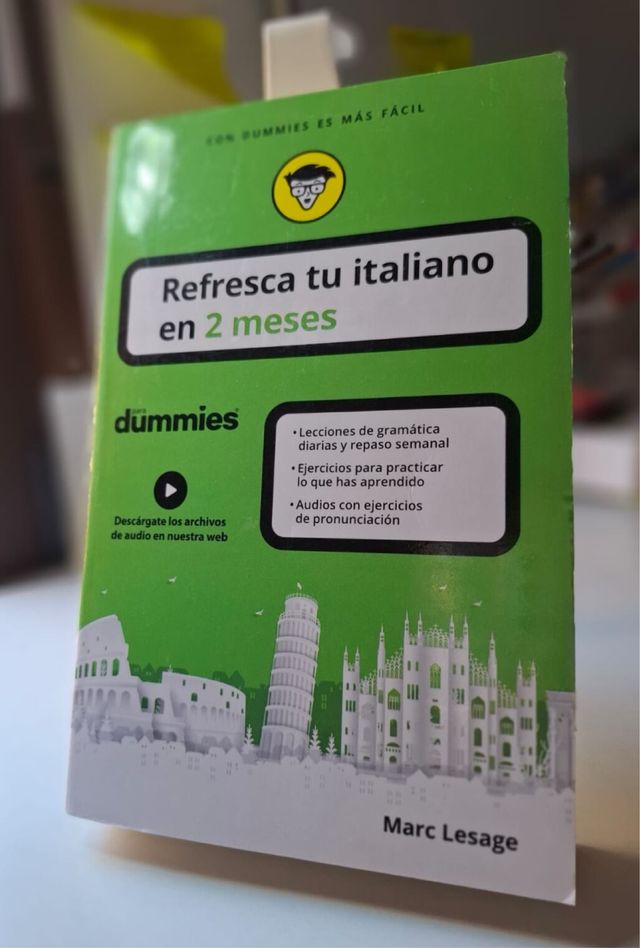 CON DUMMIES ES MÁS FÁCIL
Refresca tu italiano
en 2 meses
para
dummies®
• Lecciones de gramática
diarias y repaso semanal
• Ejercicios para practicar
lo que has aprendido
• Audios con ejercicios
de pronunciación
Descárgate los archivos
de audio en nuestra web
Marc Lesage